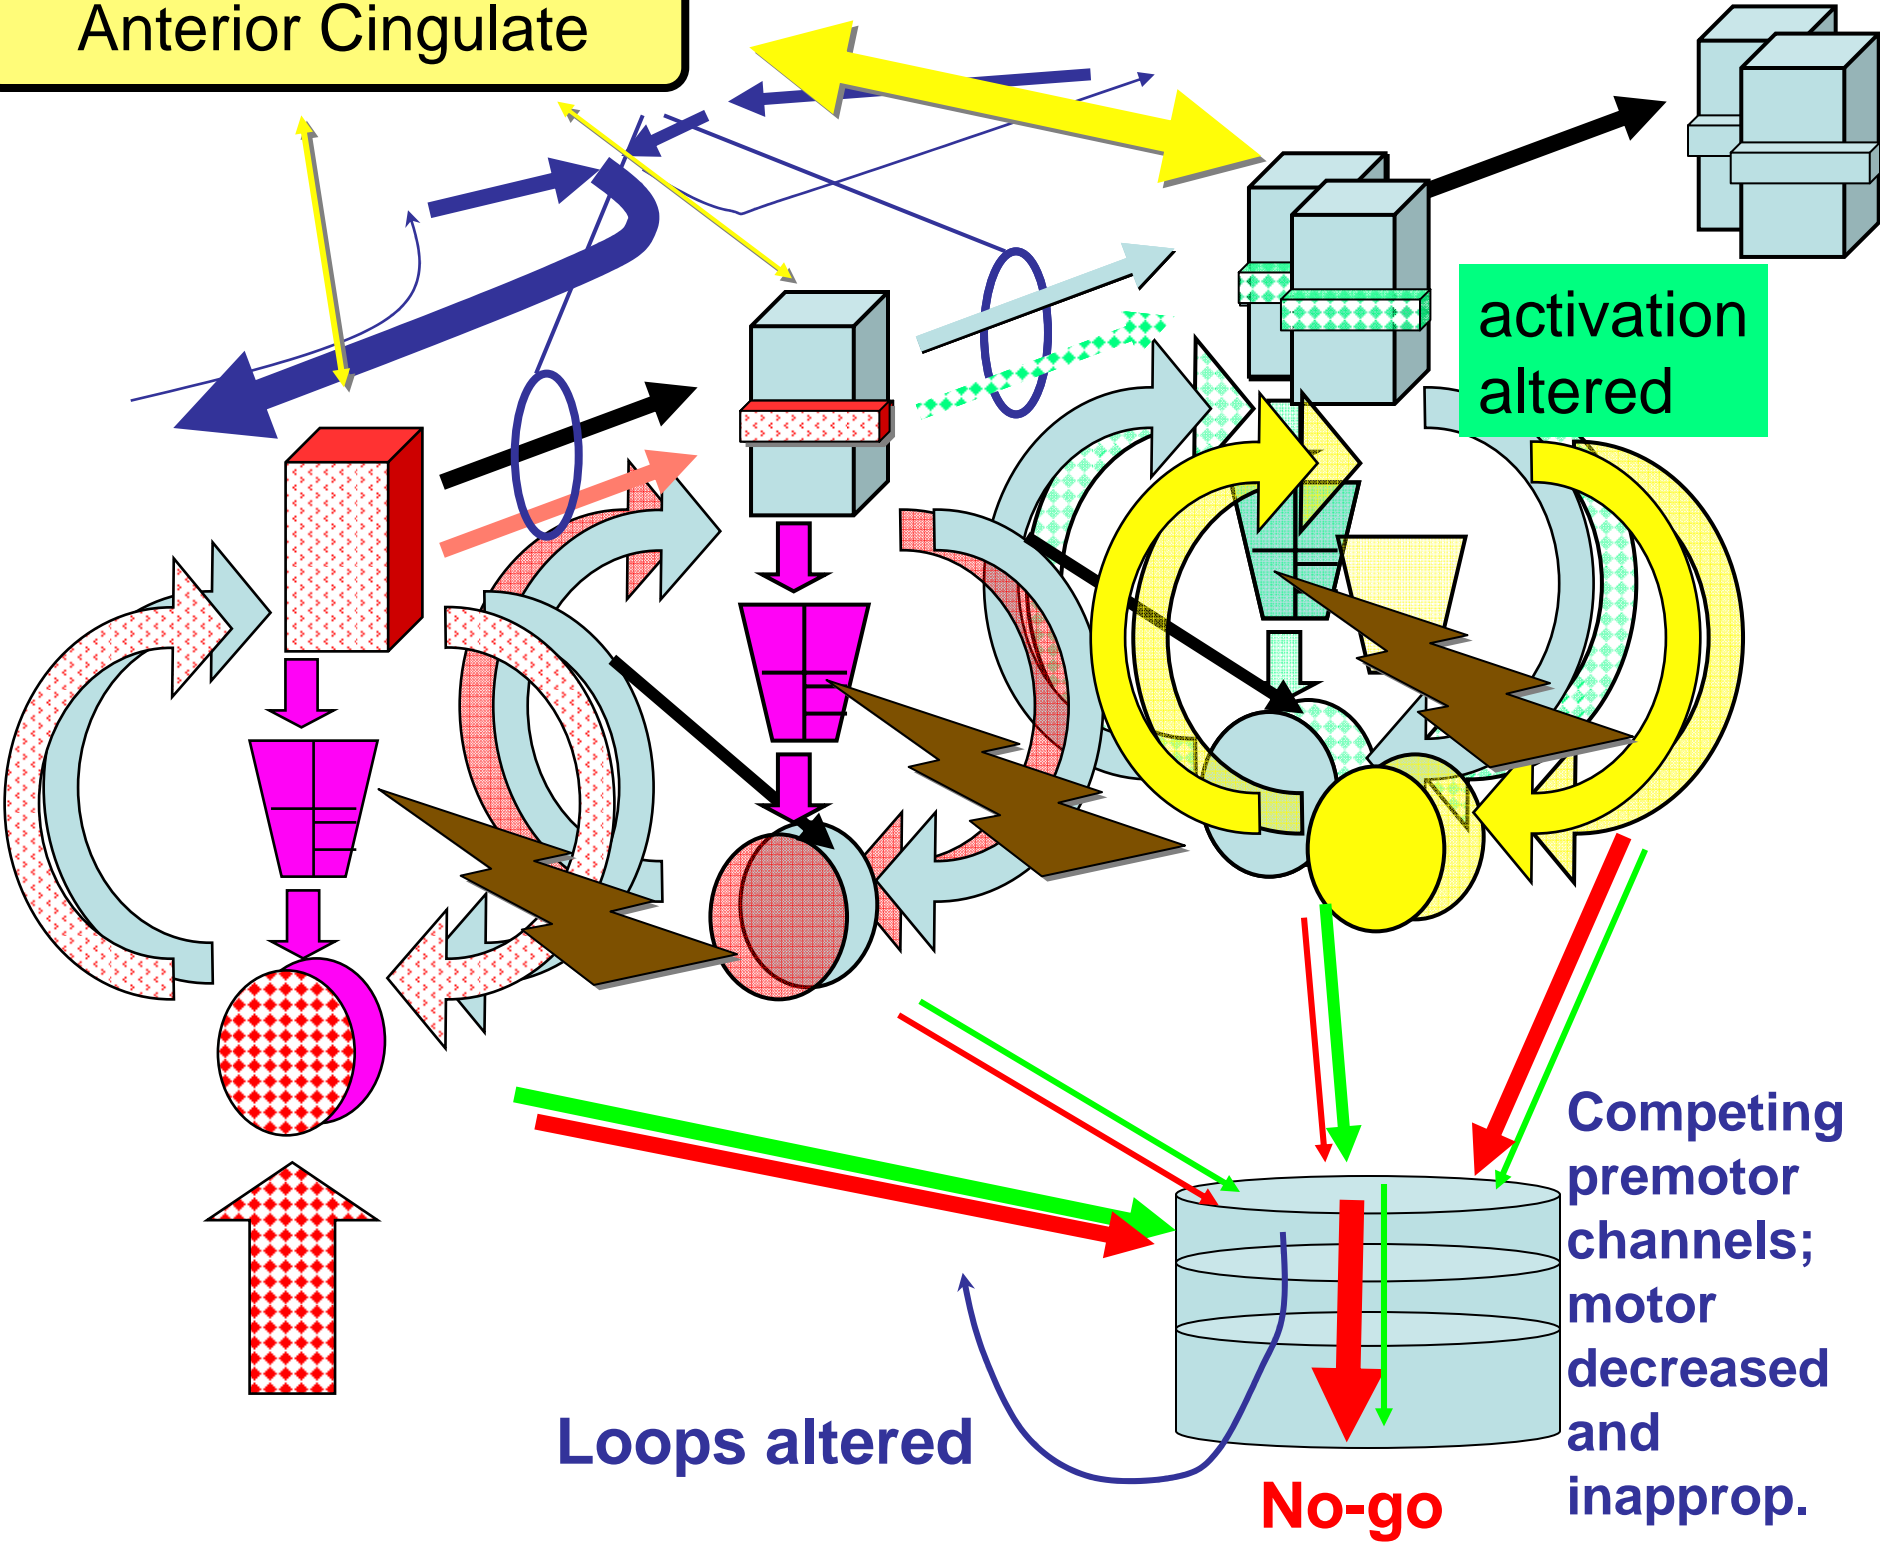 Anterior Cingulate
activation
altered
Competing
premotor
channels;
motor
decreased
and
inapprop.
Loops altered
No-go